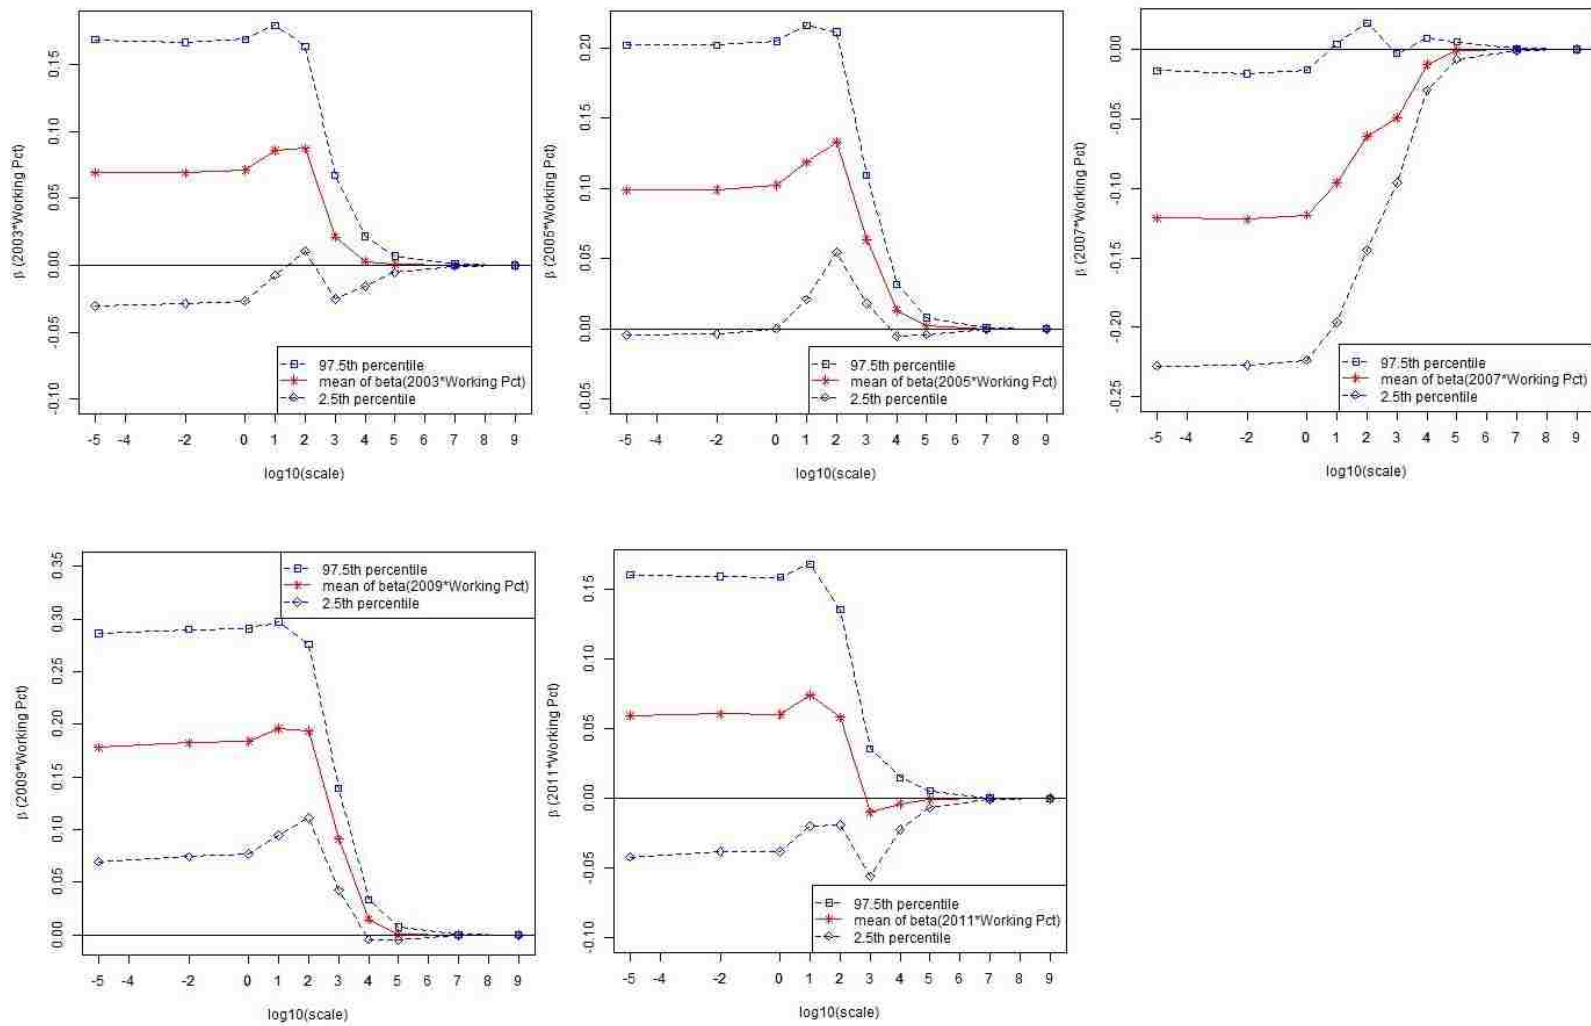 β (2003*Working Pct)
0.15
0.10
0.05
0.00
-0.05
-0.10
97.5th percentile
mean of beta(2003*Working Pct)
2.5th percentile
-5 -4 -2 0 1 2 3 4 5 6 7 8 9
log10(scale)
β (2005*Working Pct)
0.20
0.15
0.10
0.05
0.00
-0.05
97.5th percentile
mean of beta(2005*Working Pct)
2.5th percentile
-5 -4 -2 0 1 2 3 4 5 6 7 8 9
log10(scale)
β (2007*Working Pct)
0.00
-0.05
-0.10
-0.15
-0.20
-0.25
97.5th percentile
mean of beta(2007*Working Pct)
2.5th percentile
-5 -4 -2 0 1 2 3 4 5 6 7 8 9
log10(scale)
β (2009*Working Pct)
0.35
0.30
0.25
0.20
0.15
0.10
0.05
0.00
97.5th percentile
mean of beta(2009*Working Pct)
2.5th percentile
-5 -4 -2 0 1 2 3 4 5 6 7 8 9
log10(scale)
β (2011*Working Pct)
0.15
0.10
0.05
0.00
-0.05
-0.10
97.5th percentile
mean of beta(2011*Working Pct)
2.5th percentile
-5 -4 -2 0 1 2 3 4 5 6 7 8 9
log10(scale)